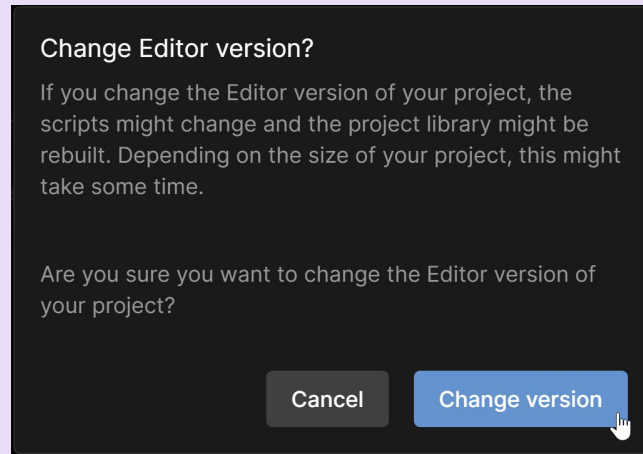 Change Editor version?
If you change the Editor version of your project, the
scripts might change and the project library might be
rebuilt. Depending on the size of your project, this might
take some time.
Are you sure you want to change the Editor version of
your project?
Cancel
Change version